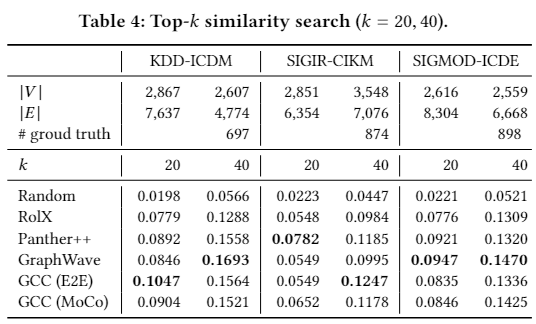 Table 4: Top-k similarity search (k = 20, 40).
KDD-ICDM SIGIR-CIKM SIGMOD-ICDE
|V| 2,867 2,607 2,851 3,548 2,616 2,559
|E| 7,637 4,774 6,354 7,076 8,304 6,668
# groud truth 697 874 898
k 20 40 20 40 20 40
Random 0.0198 0.0566 0.0223 0.0447 0.0221 0.0521
RolX 0.0779 0.1288 0.0548 0.0984 0.0776 0.1309
Panther++ 0.0892 0.1558 0.0782 0.1185 0.0921 0.1320
GraphWave 0.0846 0.1693 0.0549 0.0995 0.0947 0.1470
GCC (E2E) 0.1047 0.1564 0.0549 0.1247 0.0835 0.1336
GCC (MoCo) 0.0904 0.1521 0.0652 0.1178 0.0846 0.1425